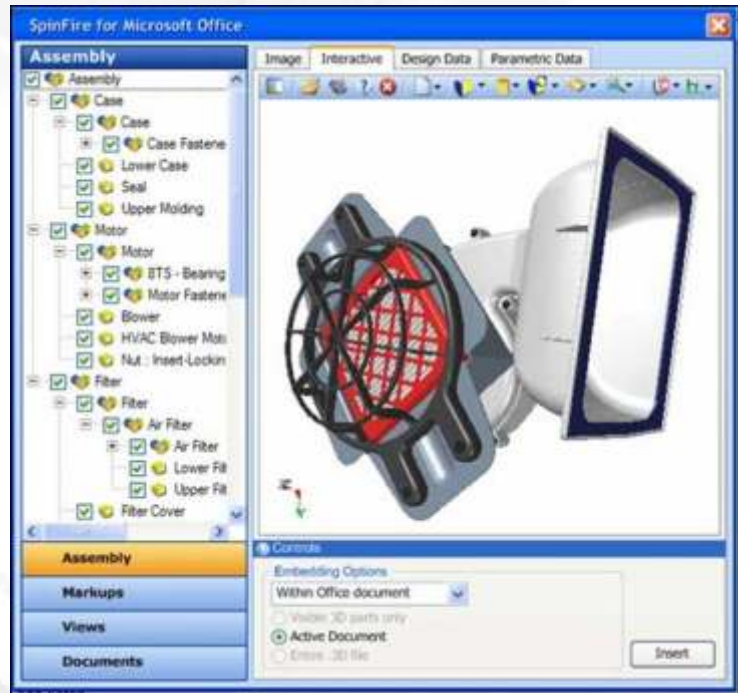 SpinFire for Microsoft Office
Assembly
Assembly
Case
Case
Case Fastene
Lower Case
Seal
Upper Molding
Motor
Motor
BTS - Bearing
Motor Fastene
Blower
HVAC Blower Moto
Nut : Insert-Lockin
Filter
Filter
Air Filter
Air Filter
Lower Filt
Upper Filt
Filter Cover
Assembly
Markups
Views
Documents
Image Interactive Design Data Parametric Data
Controls
Embedding Options
Within Office document
Visible 3D parts only
Active Document
Entire .3D file
Insert